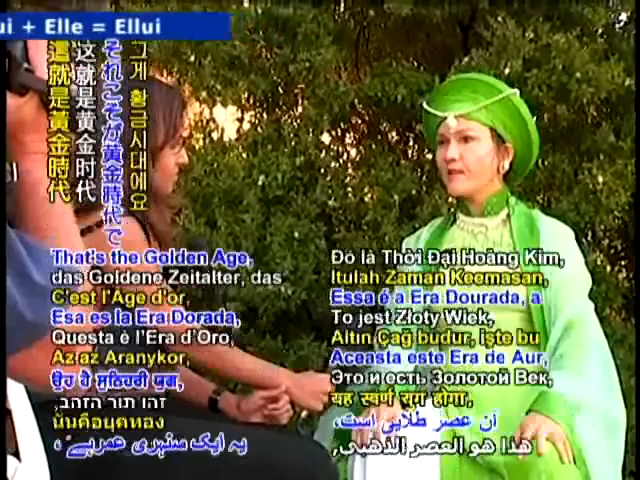 ui + Elle = Ellui
這就是黃金時代
这就是黄金时代
それこそが黄金時代で
그게 황금시대에요
That's the Golden Age,
das Goldene Zeitalter, das
C'est l'Âge d'or,
Esa es la Era Dorada,
Questa è l'Era d'Oro,
Az az Aranykor,
ਉਹ ਹੈ ਸੁਨਿਹਰੀ ਯੁਗ,
זהו תור הזהב,
นั่นคือยุคทอง
یہ ایک سنہری عمر ہے،
Đó là Thời Đại Hoàng Kim,
Itulah Zaman Keemasan,
Essa é a Era Dourada, a
To jest Złoty Wiek,
Altın Çağ budur, işte bu
Aceasta este Era de Aur,
Это и есть Золотой Век,
यह स्वर्ण युग होगा,
آن عصر طلایی است،
هذا هو العصر الذهبي,